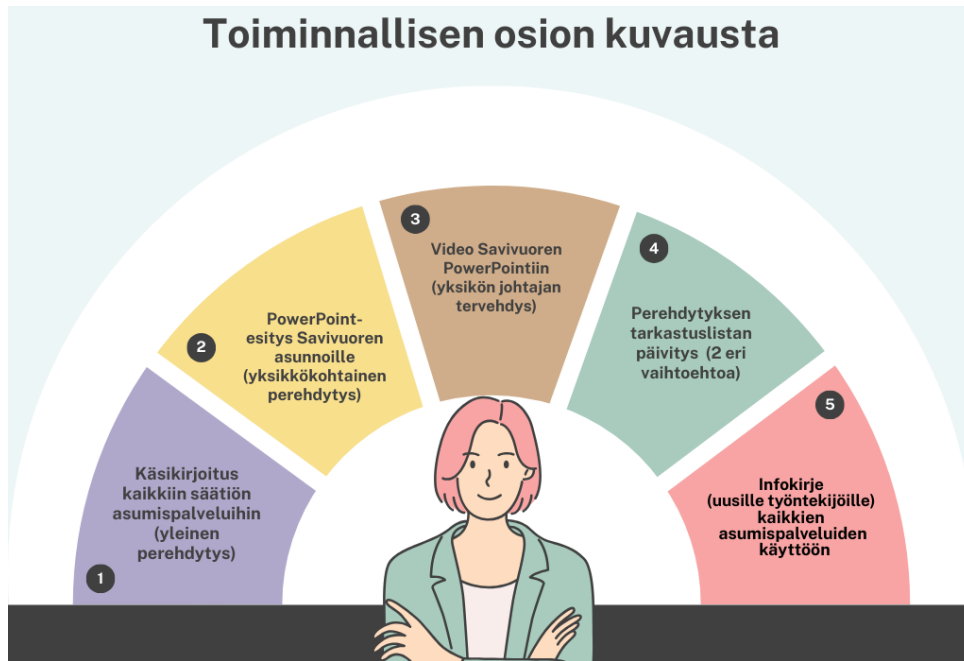 Toiminnallisen osion kuvausta
1
Käsikirjoitus
kaikkiin säätiön
asumispalveluihin
(yleinen
perehdytys)
2
PowerPoint-
esitys Savivuoren
asunnoille
(yksikkökohtainen
perehdytys)
3
Video Savivuoren
PowerPointiin
(yksikön johtajan
tervehdys)
4
Perehdytyksen
tarkastuslistan
päivitys (2 eri
vaihtoehtoa)
5
Infokirje
(uusille työntekijöille)
kaikkien
asumispalveluiden
käyttöön